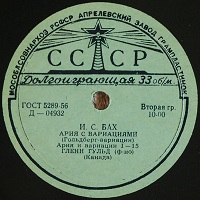 МОСОБЛСОВНАРХОЗ РСФСР АПРЕЛЕВСКИЙ ЗАВОД ГРАМПЛАСТИНОК
СССР
Долгоиграющая 33 об/м.
ГОСТ 5289-56
Д — 04932
Вторая гр.
10-00
И. С. БАХ
АРИЯ С ВАРИАЦИЯМИ
(Гольдберг-вариации)
Ария и вариации 1—15
ГЛЕНН ГУЛЬД (ф-но)
(Канада)